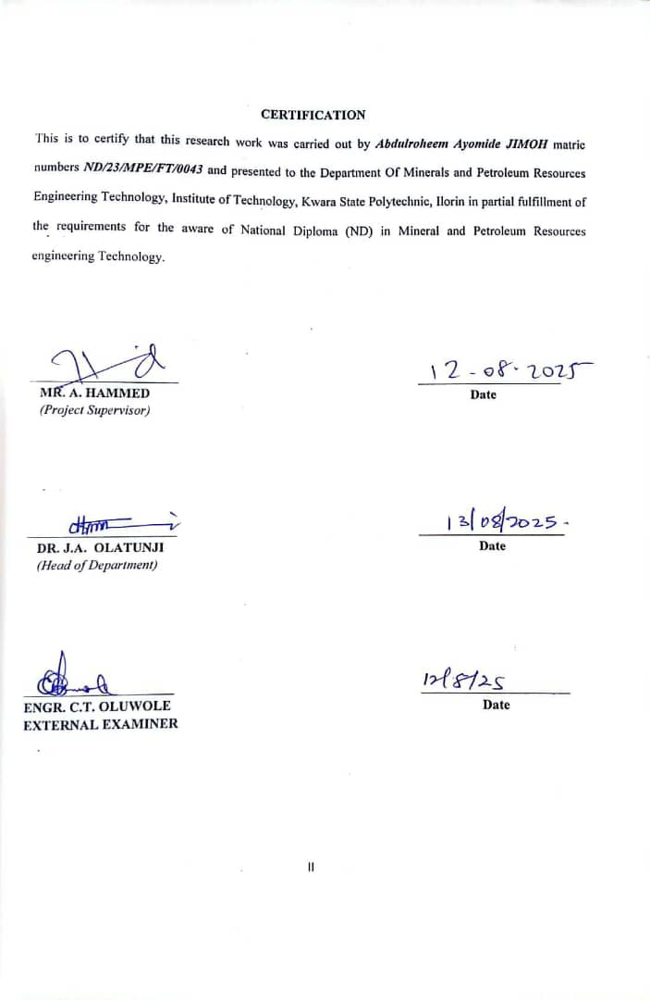 CERTIFICATION
This is to certify that this research work was carried out by Abdulroheem Ayomide JIMOH matric
numbers ND/23/MPE/FT/0043 and presented to the Department Of Minerals and Petroleum Resources
Engineering Technology, Institute of Technology, Kwara State Polytechnic, Ilorin in partial fulfillment of
the requirements for the aware of National Diploma (ND) in Mineral and Petroleum Resources
engineering Technology.
12-08-2025
MR. A. HAMMED
Date
(Project Supervisor)
13/08/2025.
DR. J.A. OLATUNJI
Date
(Head of Department)
12/8/25
ENGR. C.T. OLUWOLE
Date
EXTERNAL EXAMINER
II